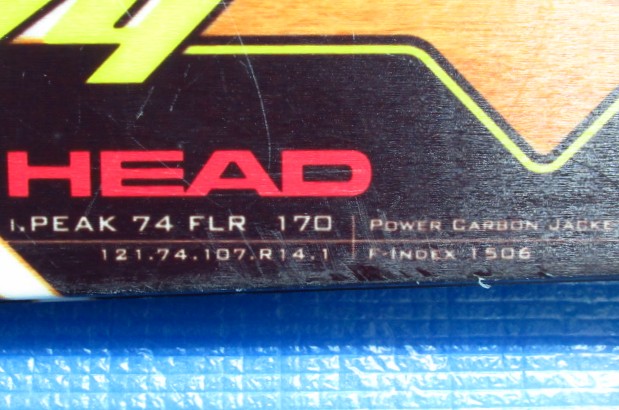 HEAD
i.PEAK 74 FLR 170
121.74.107.R14.1
POWER CARBON JACKE
F-INDEX 1506